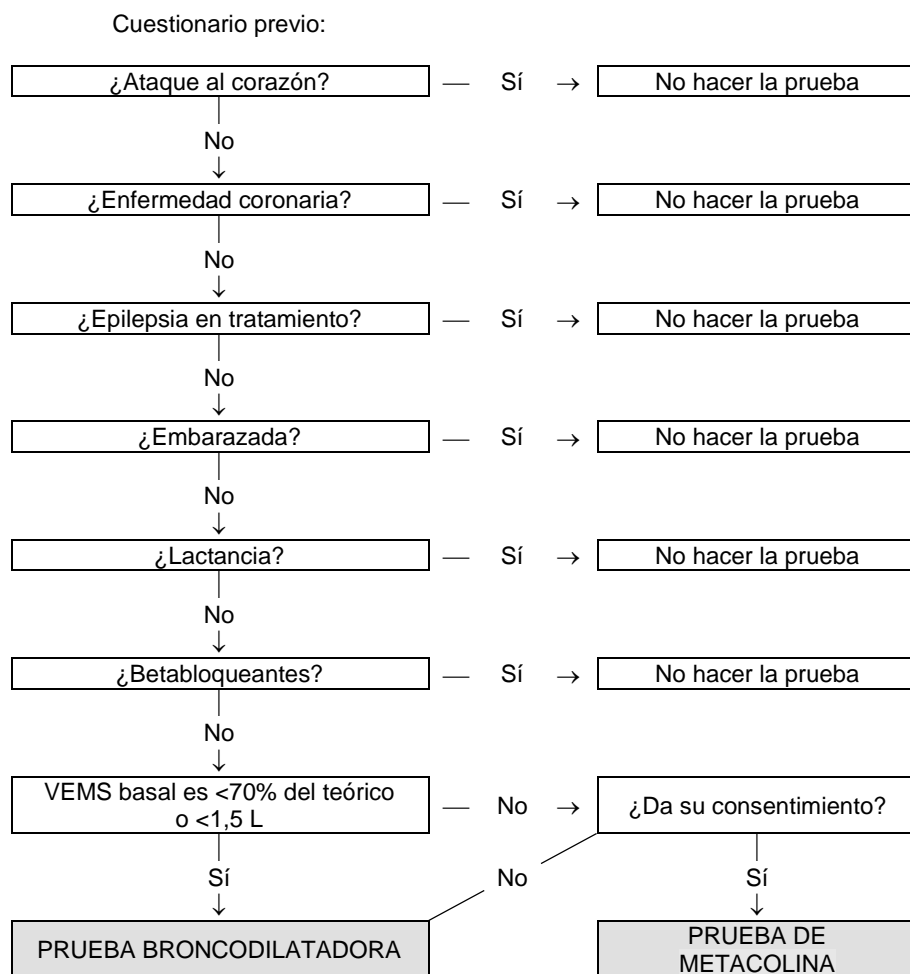 Cuestionario previo:
¿Ataque al corazón? — Sí → No hacer la prueba
No
↓
¿Enfermedad coronaria? — Sí → No hacer la prueba
No
↓
¿Epilepsia en tratamiento? — Sí → No hacer la prueba
No
↓
¿Embarazada? — Sí → No hacer la prueba
No
↓
¿Lactancia? — Sí → No hacer la prueba
No
↓
¿Betabloqueantes? — Sí → No hacer la prueba
No
↓
VEMS basal es <70% del teórico
o <1,5 L
— No → ¿Da su consentimiento?
Sí No Sí
↓ ↓
PRUEBA BRONCODILATADORA
PRUEBA DE
METACOLINA